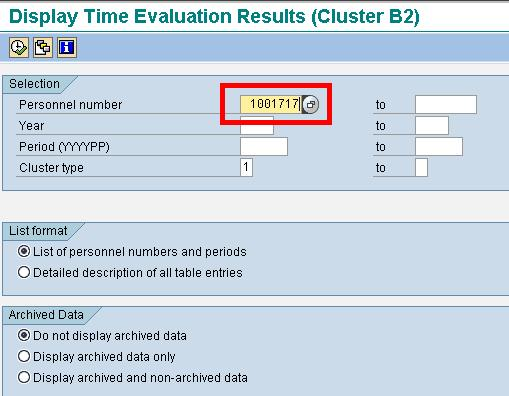 Display Time Evaluation Results (Cluster B2)
Selection
Personnel number 1001717 to
Year to
Period (YYYYPP) to
Cluster type 1 to
List format
List of personnel numbers and periods
Detailed description of all table entries
Archived Data
Do not display archived data
Display archived data only
Display archived and non-archived data